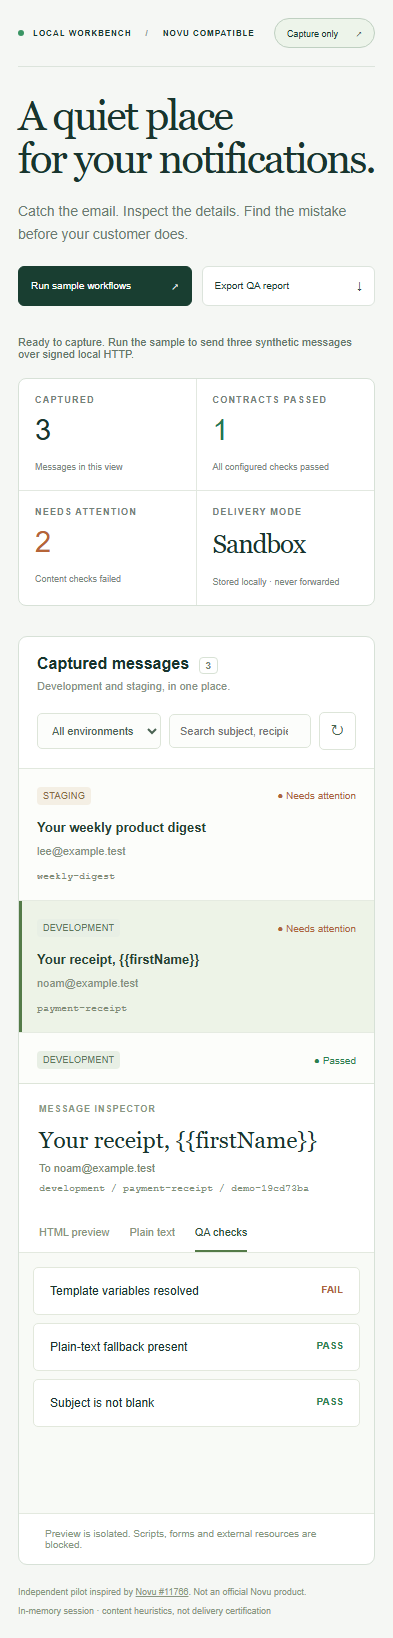 LOCAL WORKBENCH / NOVU COMPATIBLE
Capture only ↗
A quiet place
for your notifications.
Catch the email. Inspect the details. Find the mistake
before your customer does.
Run sample workflows ↗
Export QA report ↓
Ready to capture. Run the sample to send three synthetic messages
over signed local HTTP.
CAPTURED
3
Messages in this view
CONTRACTS PASSED
1
All configured checks passed
NEEDS ATTENTION
2
Content checks failed
DELIVERY MODE
Sandbox
Stored locally · never forwarded
Captured messages 3
Development and staging, in one place.
All environments
Search subject, recipie
↻
STAGING
● Needs attention
Your weekly product digest
lee@example.test
weekly-digest
DEVELOPMENT
● Needs attention
Your receipt, {{firstName}}
noam@example.test
payment-receipt
DEVELOPMENT
● Passed
MESSAGE INSPECTOR
Your receipt, {{firstName}}
To noam@example.test
development / payment-receipt / demo-19cd73ba
HTML preview Plain text QA checks
Template variables resolved FAIL
Plain-text fallback present PASS
Subject is not blank PASS
Preview is isolated. Scripts, forms and external resources are
blocked.
Independent pilot inspired by Novu #11766. Not an official Novu product.
In-memory session · content heuristics, not delivery certification